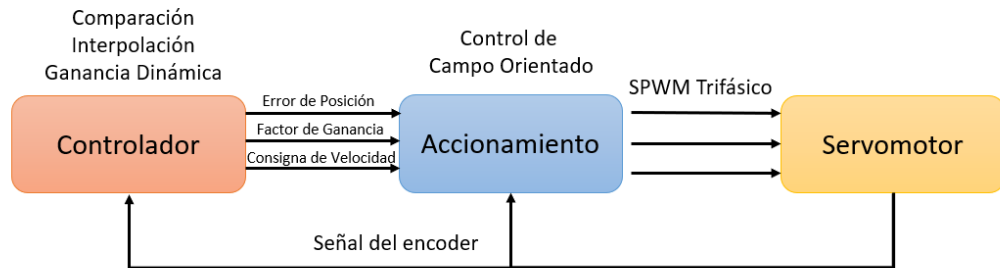 Comparación
Interpolación
Ganancia Dinámica
Control de
Campo Orientado
SPWM Trifásico
Error de Posición
Factor de Ganancia
Consigna de Velocidad
Controlador
Accionamiento
Servomotor
Señal del encoder